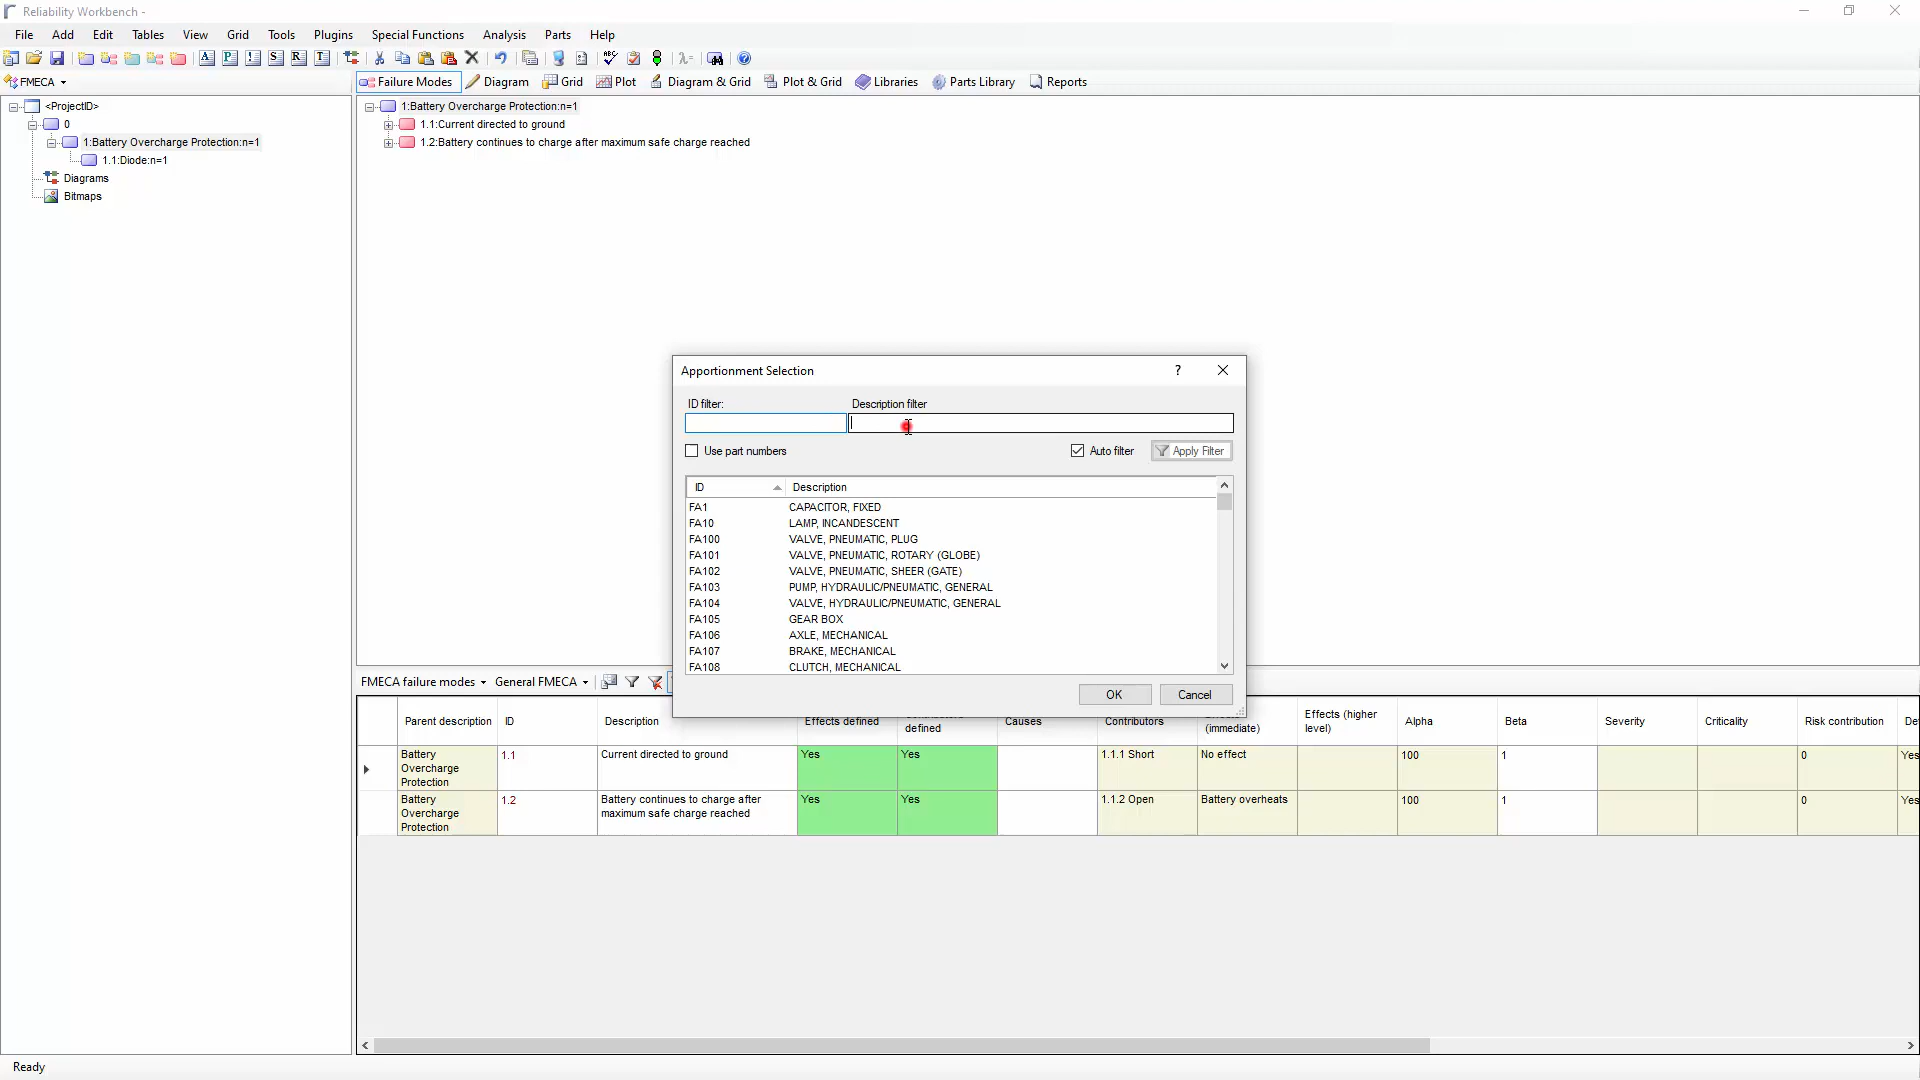 Reliability Workbench -
File Add Edit Tables View Grid Tools Plugins Special Functions Analysis Parts Help
FMECA
Failure Modes Diagram Grid Plot Diagram & Grid Plot & Grid Libraries Parts Library Reports
<ProjectID>
0
1:Battery Overcharge Protection:n=1
1.1:Diode:n=1
Diagrams
Bitmaps
1:Battery Overcharge Protection:n=1
1.1:Current directed to ground
1.2:Battery continues to charge after maximum safe charge reached
Apportionment Selection
ID filter: Description filter
Use part numbers Auto filter Apply Filter
ID Description
FA1 CAPACITOR, FIXED
FA10 LAMP, INCANDESCENT
FA100 VALVE, PNEUMATIC, PLUG
FA101 VALVE, PNEUMATIC, ROTARY (GLOBE)
FA102 VALVE, PNEUMATIC, SHEER (GATE)
FA103 PUMP, HYDRAULIC/PNEUMATIC, GENERAL
FA104 VALVE, HYDRAULIC/PNEUMATIC, GENERAL
FA105 GEAR BOX
FA106 AXLE, MECHANICAL
FA107 BRAKE, MECHANICAL
FA108 CLUTCH, MECHANICAL
OK Cancel
FMECA failure modes General FMECA
Parent description ID Description Effects defined defined Causes Contributors (immediate) Effects (higher level) Alpha Beta Severity Criticality Risk contribution De
Battery Overcharge Protection 1.1 Current directed to ground Yes Yes 1.1.1 Short No effect 100 1 0 Yes
Battery Overcharge Protection 1.2 Battery continues to charge after maximum safe charge reached Yes Yes 1.1.2 Open Battery overheats 100 1 0 Yes
Ready